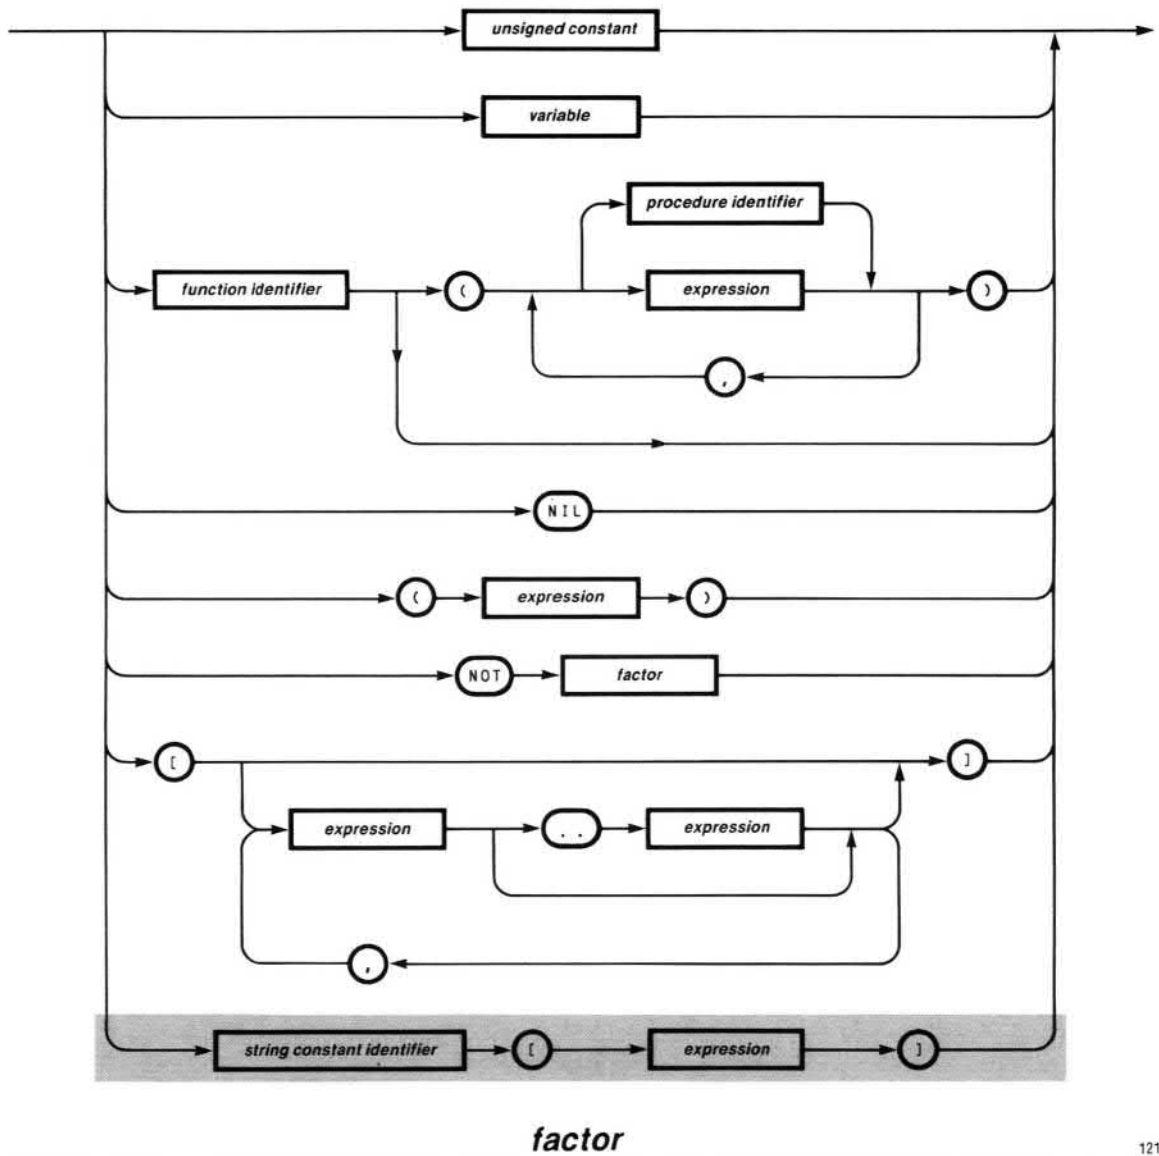 unsigned constant
variable
procedure identifier
function identifier ( expression )
,
NIL
( expression )
NOT factor
[ ]
expression .. expression
,
string constant identifier [ expression ]
factor
121